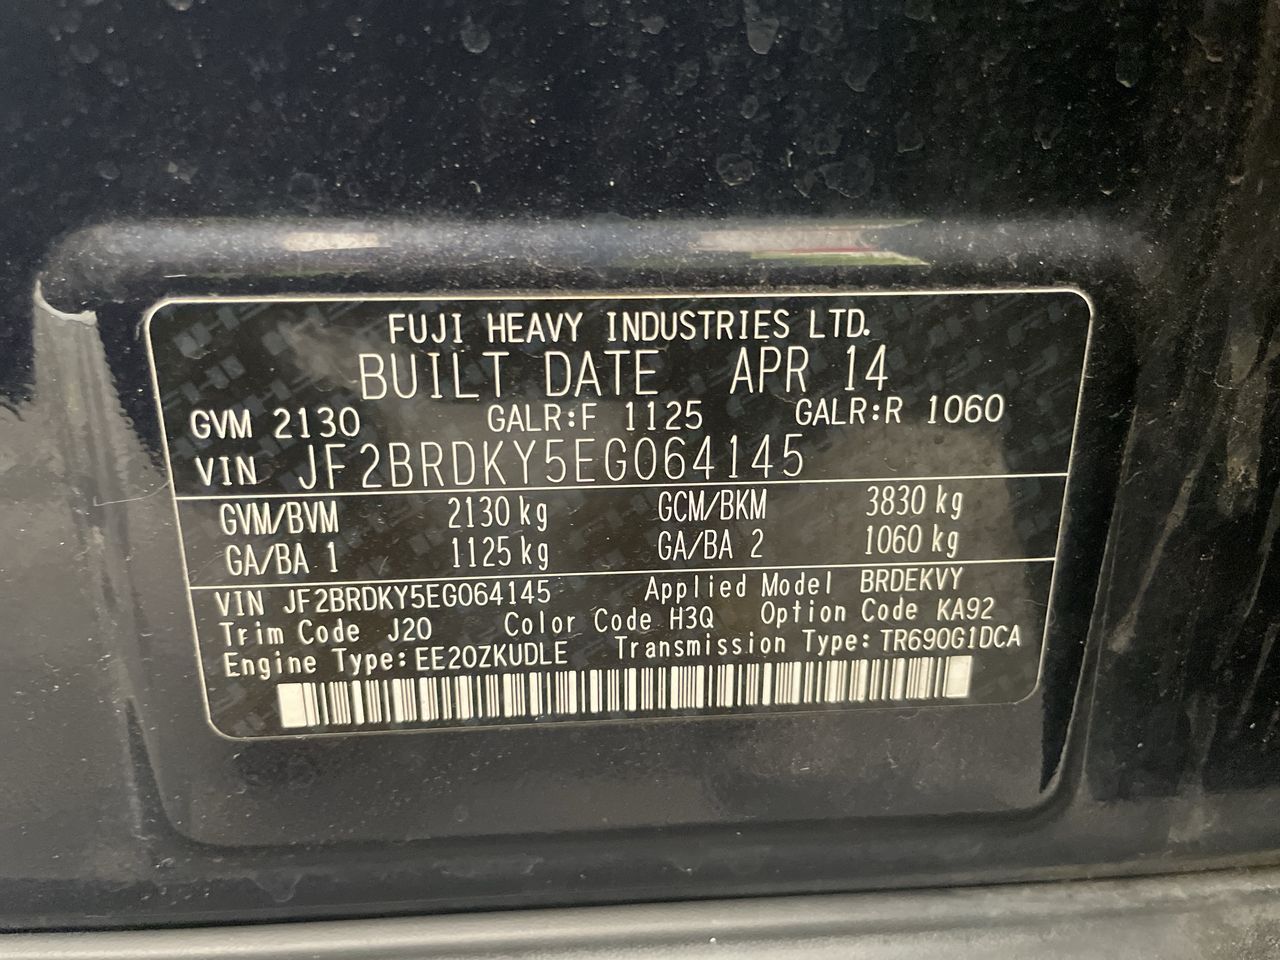 FUJI HEAVY INDUSTRIES LTD.
BUILT DATE APR 14
GVM 2130 GALR:F 1125 GALR:R 1060
VIN JF2BRDKY5EG064145
GVM/BVM 2130 kg GCM/BKM 3830 kg
GA/BA 1 1125 kg GA/BA 2 1060 kg
VIN JF2BRDKY5EG064145 Applied Model BRDEKVY
Trim Code J20 Color Code H3Q Option Code KA92
Engine Type: EE20ZKUDLE Transmission Type: TR690G1DCA